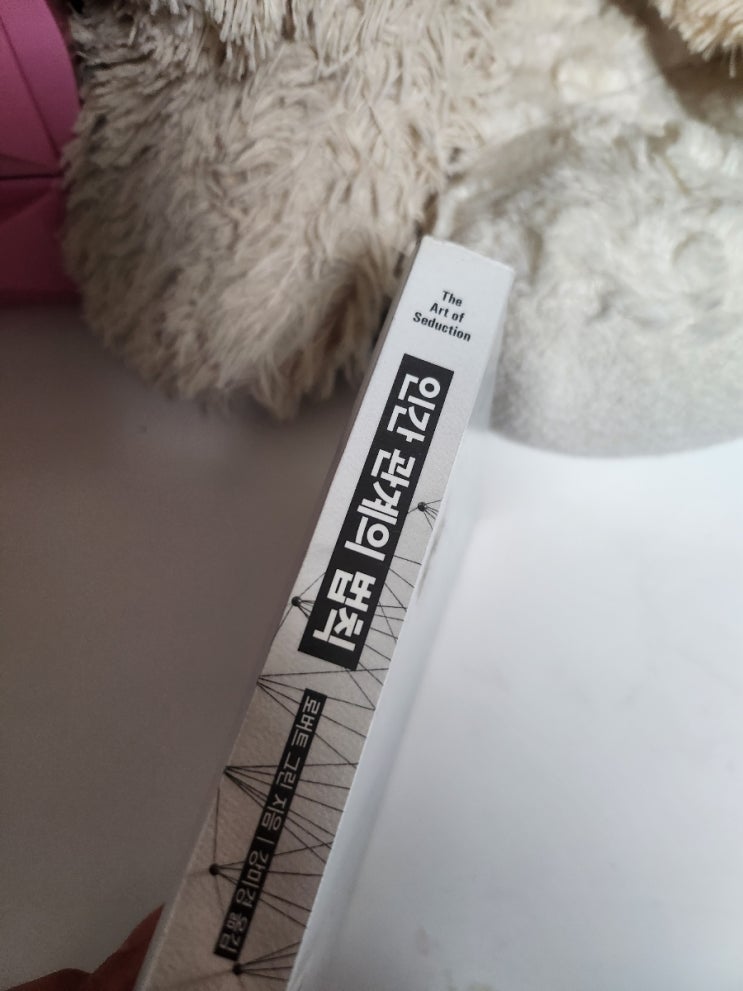 The
Art of
Seduction
인간 관계의 법칙
로버트 그린 지음 | 강미경 옮김